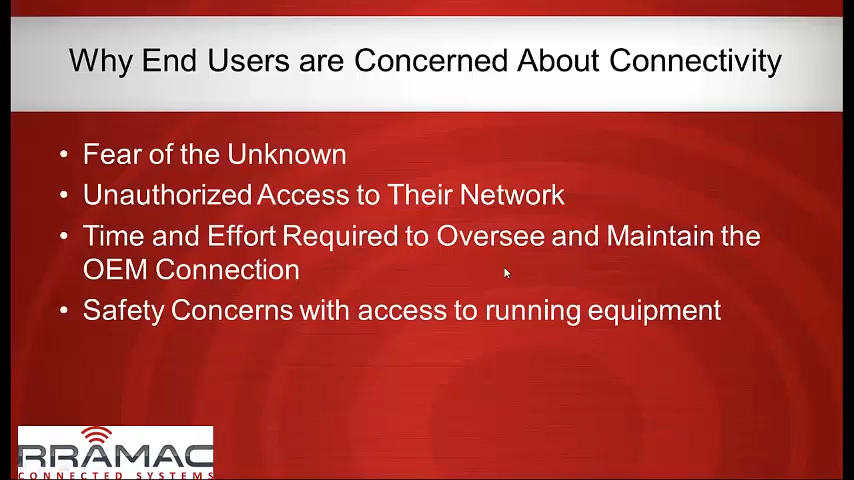 Why End Users are Concerned About Connectivity
• Fear of the Unknown
• Unauthorized Access to Their Network
• Time and Effort Required to Oversee and Maintain the
OEM Connection
• Safety Concerns with access to running equipment
RRAMAC
CONNECTED SYSTEMS